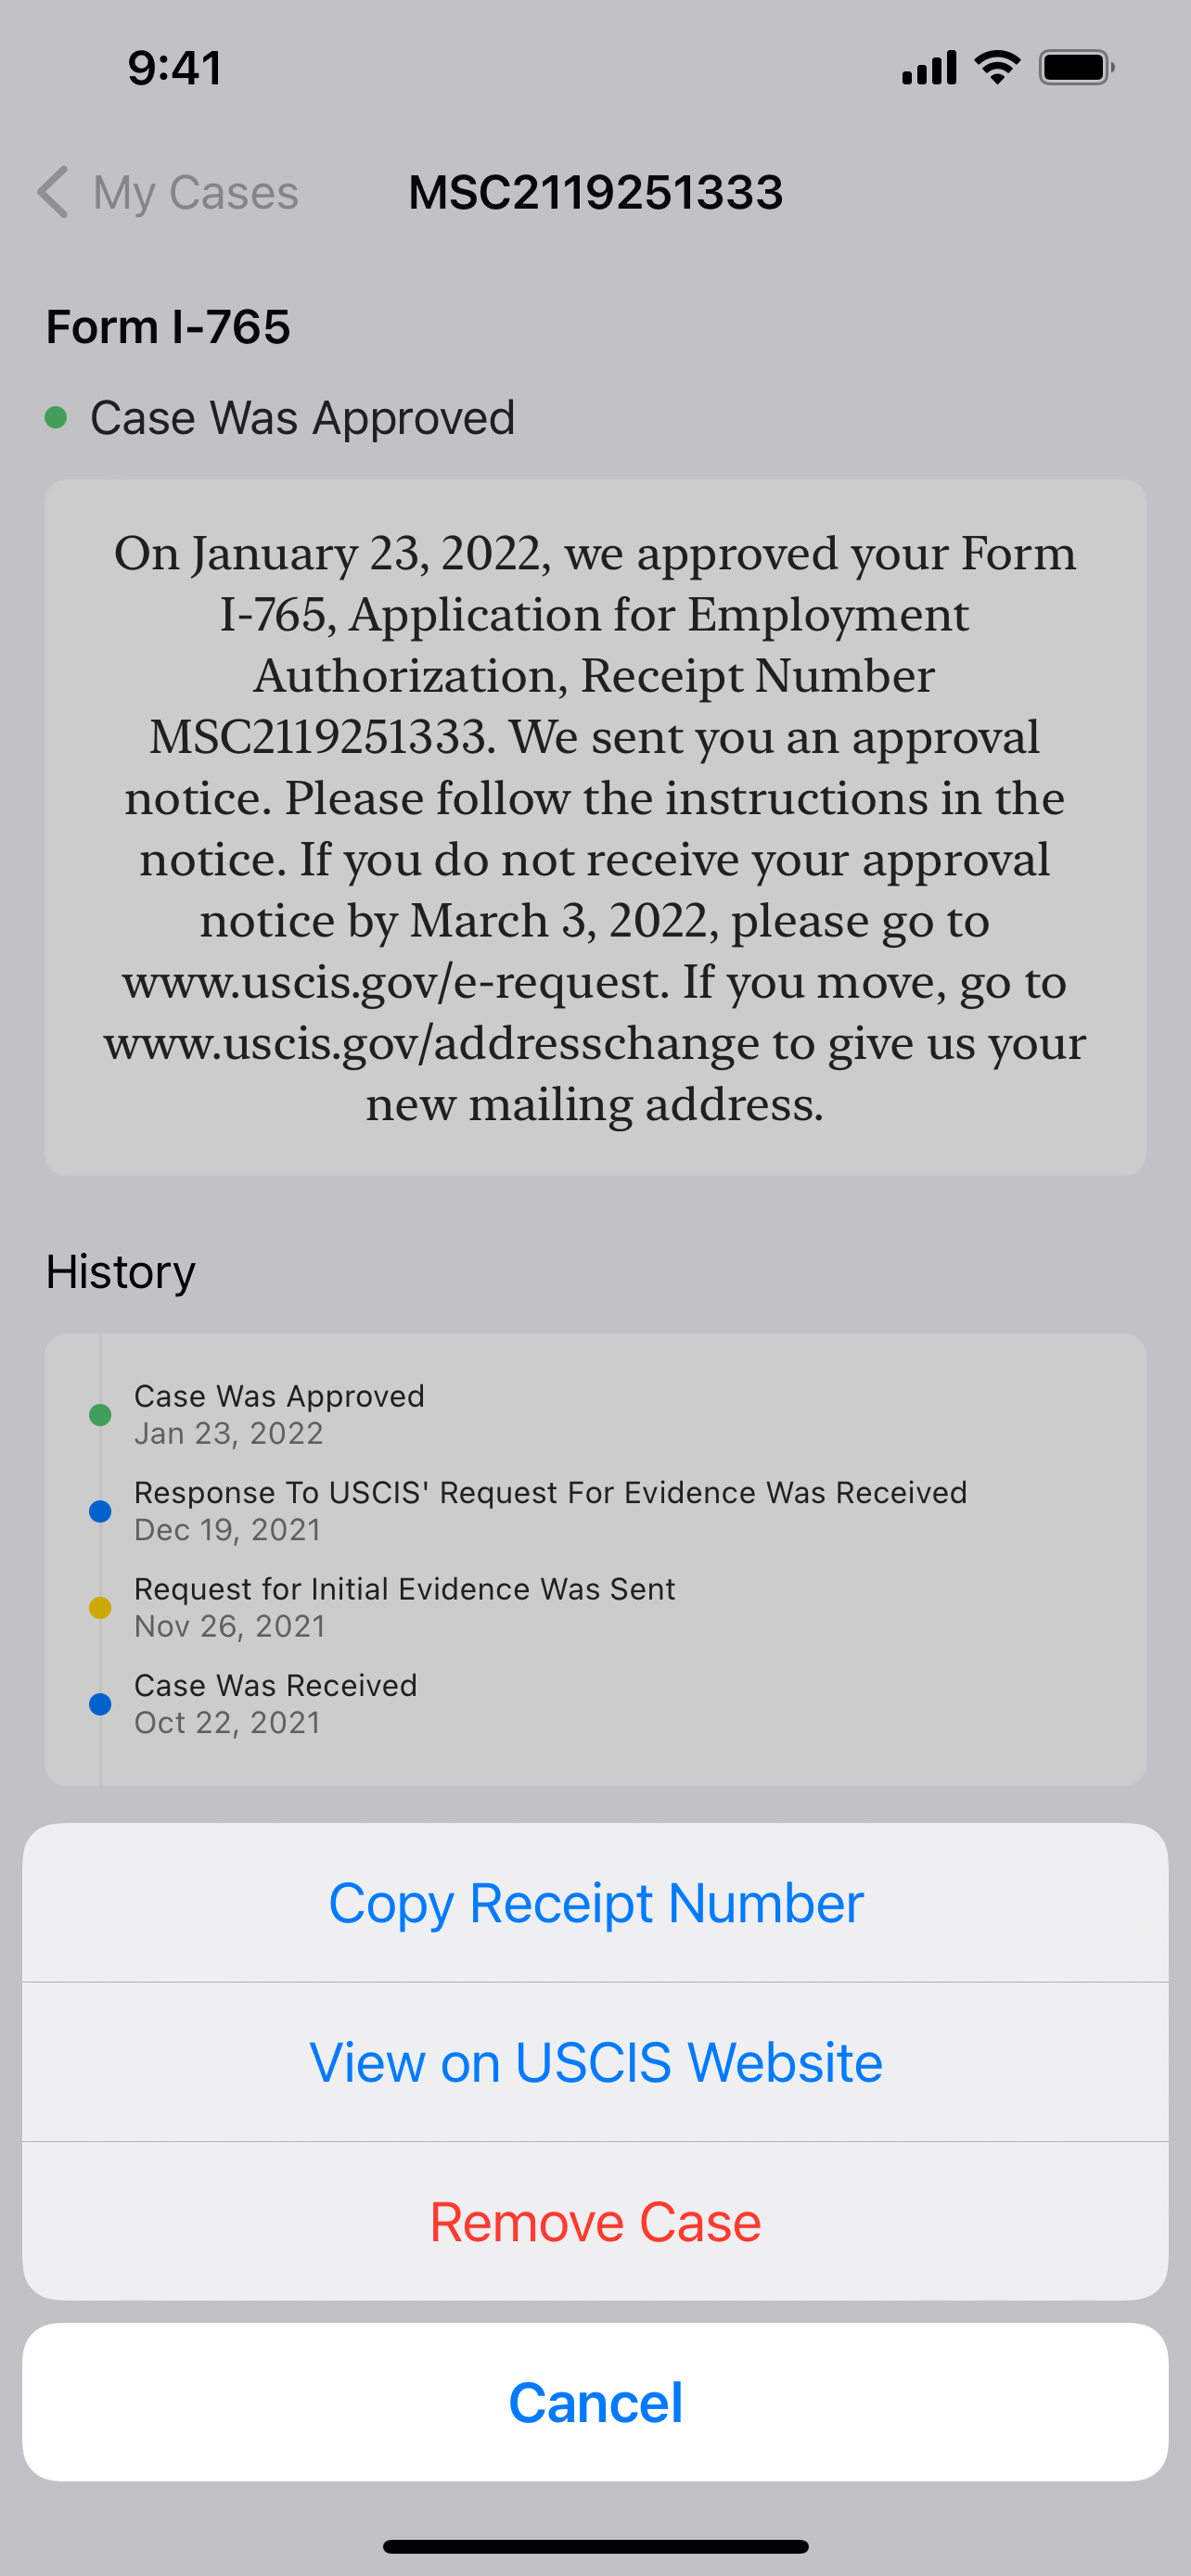 9:41
My Cases
MSC2119251333
Form I-765
Case Was Approved
On January 23, 2022, we approved your Form
I-765, Application for Employment
Authorization, Receipt Number
MSC2119251333. We sent you an approval
notice. Please follow the instructions in the
notice. If you do not receive your approval
notice by March 3, 2022, please go to
www.uscis.gov/e-request. If you move, go to
www.uscis.gov/addresschange to give us your
new mailing address.
History
Case Was Approved
Jan 23, 2022
Response To USCIS' Request For Evidence Was Received
Dec 19, 2021
Request for Initial Evidence Was Sent
Nov 26, 2021
Case Was Received
Oct 22, 2021
Copy Receipt Number
View on USCIS Website
Remove Case
Cancel